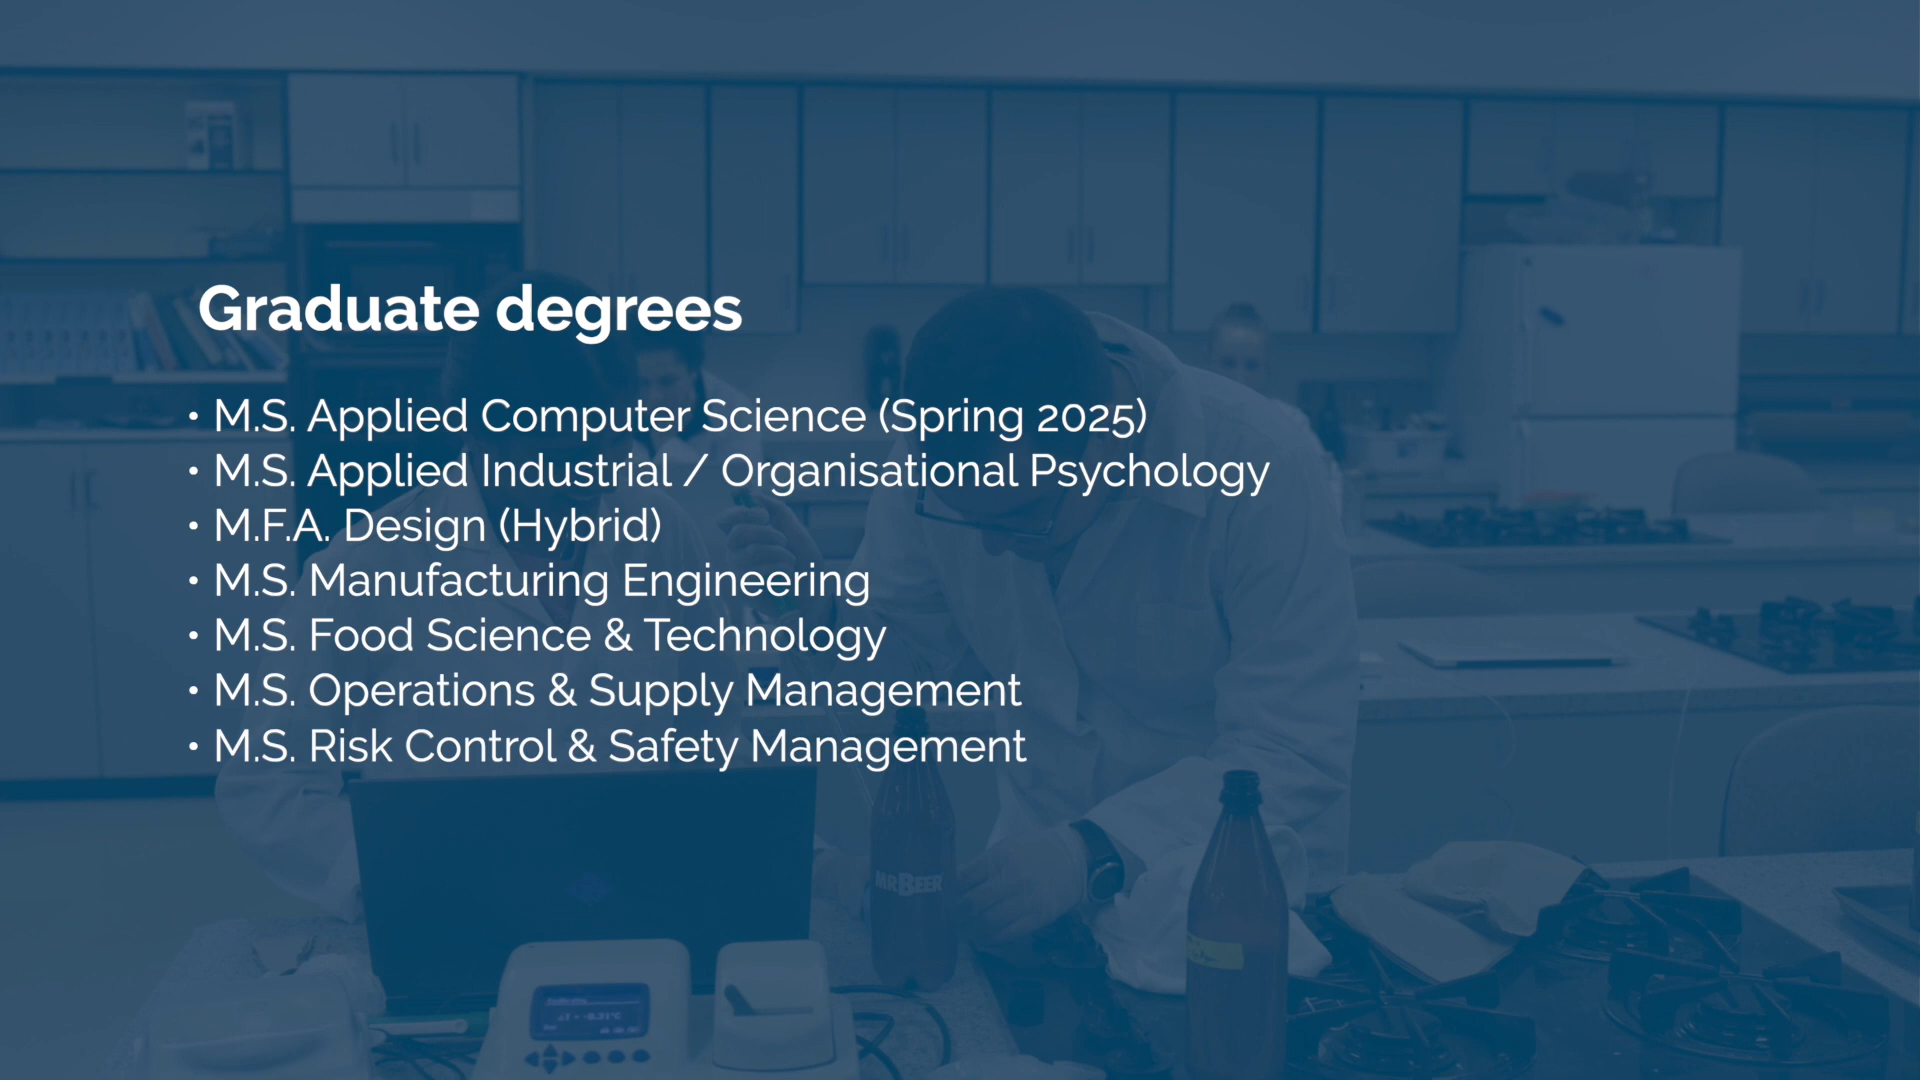 Graduate degrees
• M.S. Applied Computer Science (Spring 2025)
• M.S. Applied Industrial / Organisational Psychology
• M.F.A. Design (Hybrid)
• M.S. Manufacturing Engineering
• M.S. Food Science & Technology
• M.S. Operations & Supply Management
• M.S. Risk Control & Safety Management
MRBEER